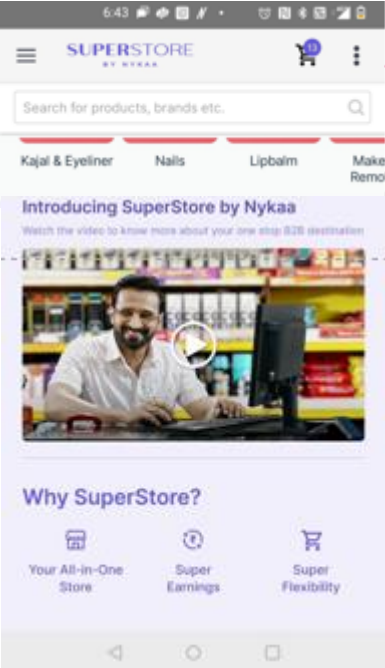 6:43
SUPERSTORE
BY NYKAA
13
Search for products, brands etc.
Kajal & Eyeliner
Nails
Lipbalm
Make
Remo
Introducing SuperStore by Nykaa
Watch the video to know more about your one stop B2B destination
Why SuperStore?
Your All-in-One
Store
Super
Earnings
Super
Flexibility